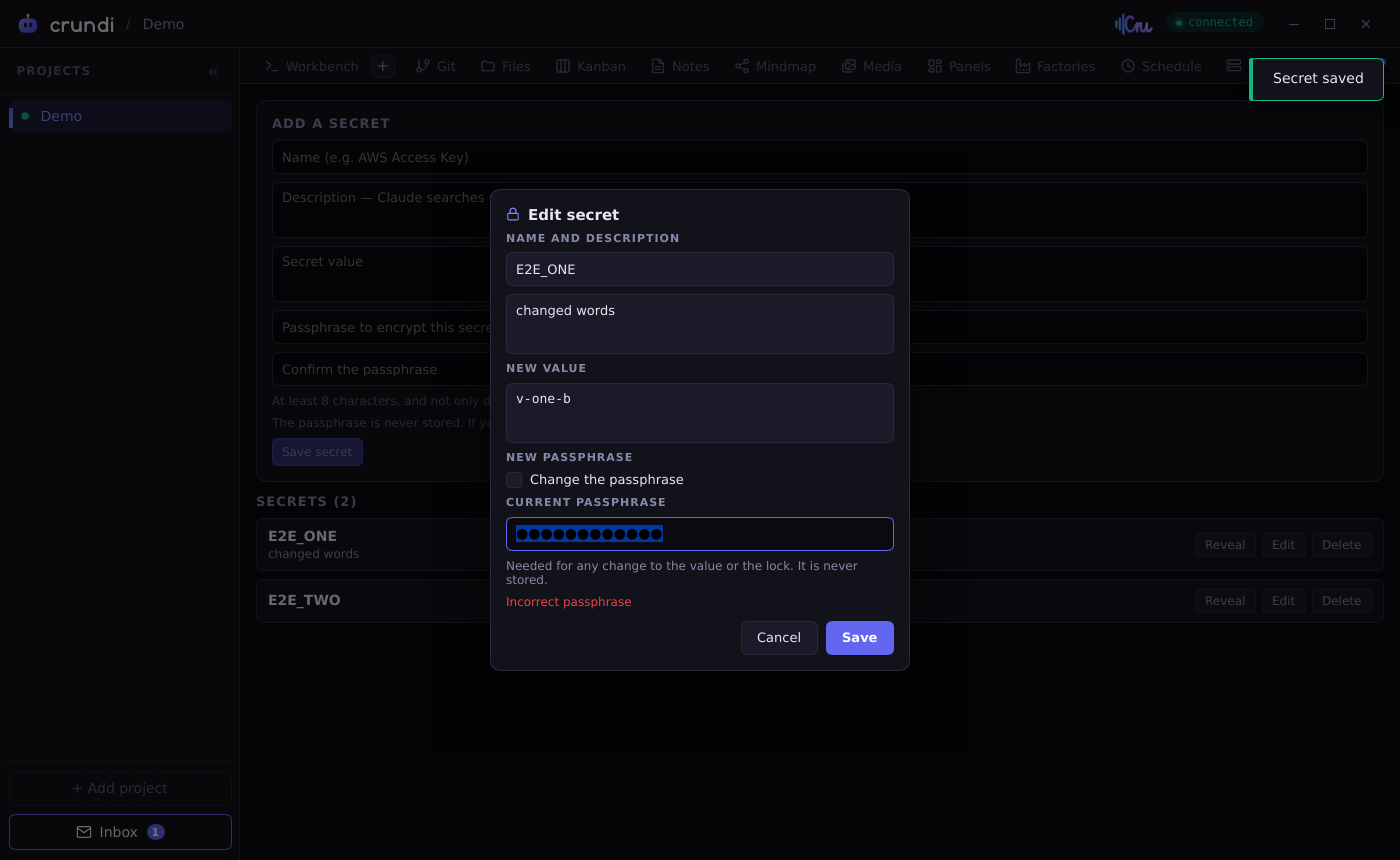 crundi / Demo
Cru
connected
PROJECTS
«
Workbench
+
Git
Files
Kanban
Notes
Mindmap
Media
Panels
Factories
Schedule
Secret saved
Demo
ADD A SECRET
Name (e.g. AWS Access Key)
Description — Claude searches
Secret value
Passphrase to encrypt this secre
Confirm the passphrase
At least 8 characters, and not only d
The passphrase is never stored. If yo
Save secret
Edit secret
NAME AND DESCRIPTION
E2E_ONE
changed words
NEW VALUE
v-one-b
NEW PASSPHRASE
Change the passphrase
CURRENT PASSPHRASE
Needed for any change to the value or the lock. It is never
stored.
Incorrect passphrase
Cancel
Save
SECRETS (2)
E2E_ONE
changed words
Reveal
Edit
Delete
E2E_TWO
Reveal
Edit
Delete
+ Add project
Inbox 1